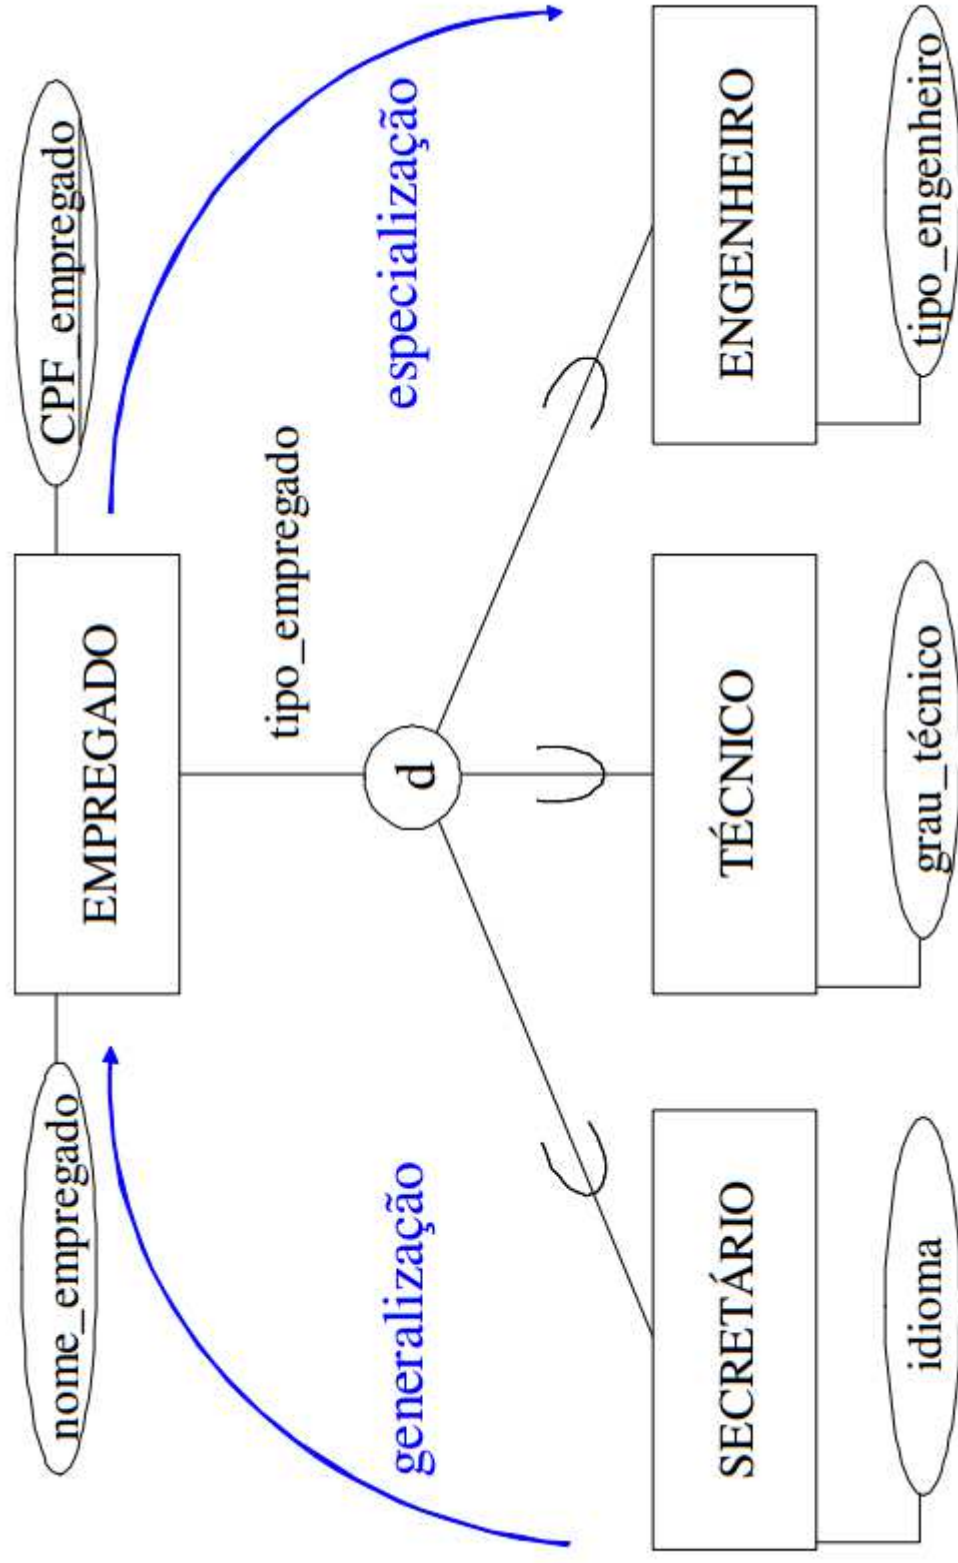 nome_empregado
EMPREGADO
CPF_empregado
tipo_empregado
generalização
d
especialização
SECRETÁRIO
TÉCNICO
ENGENHEIRO
idioma
grau_técnico
tipo_engenheiro